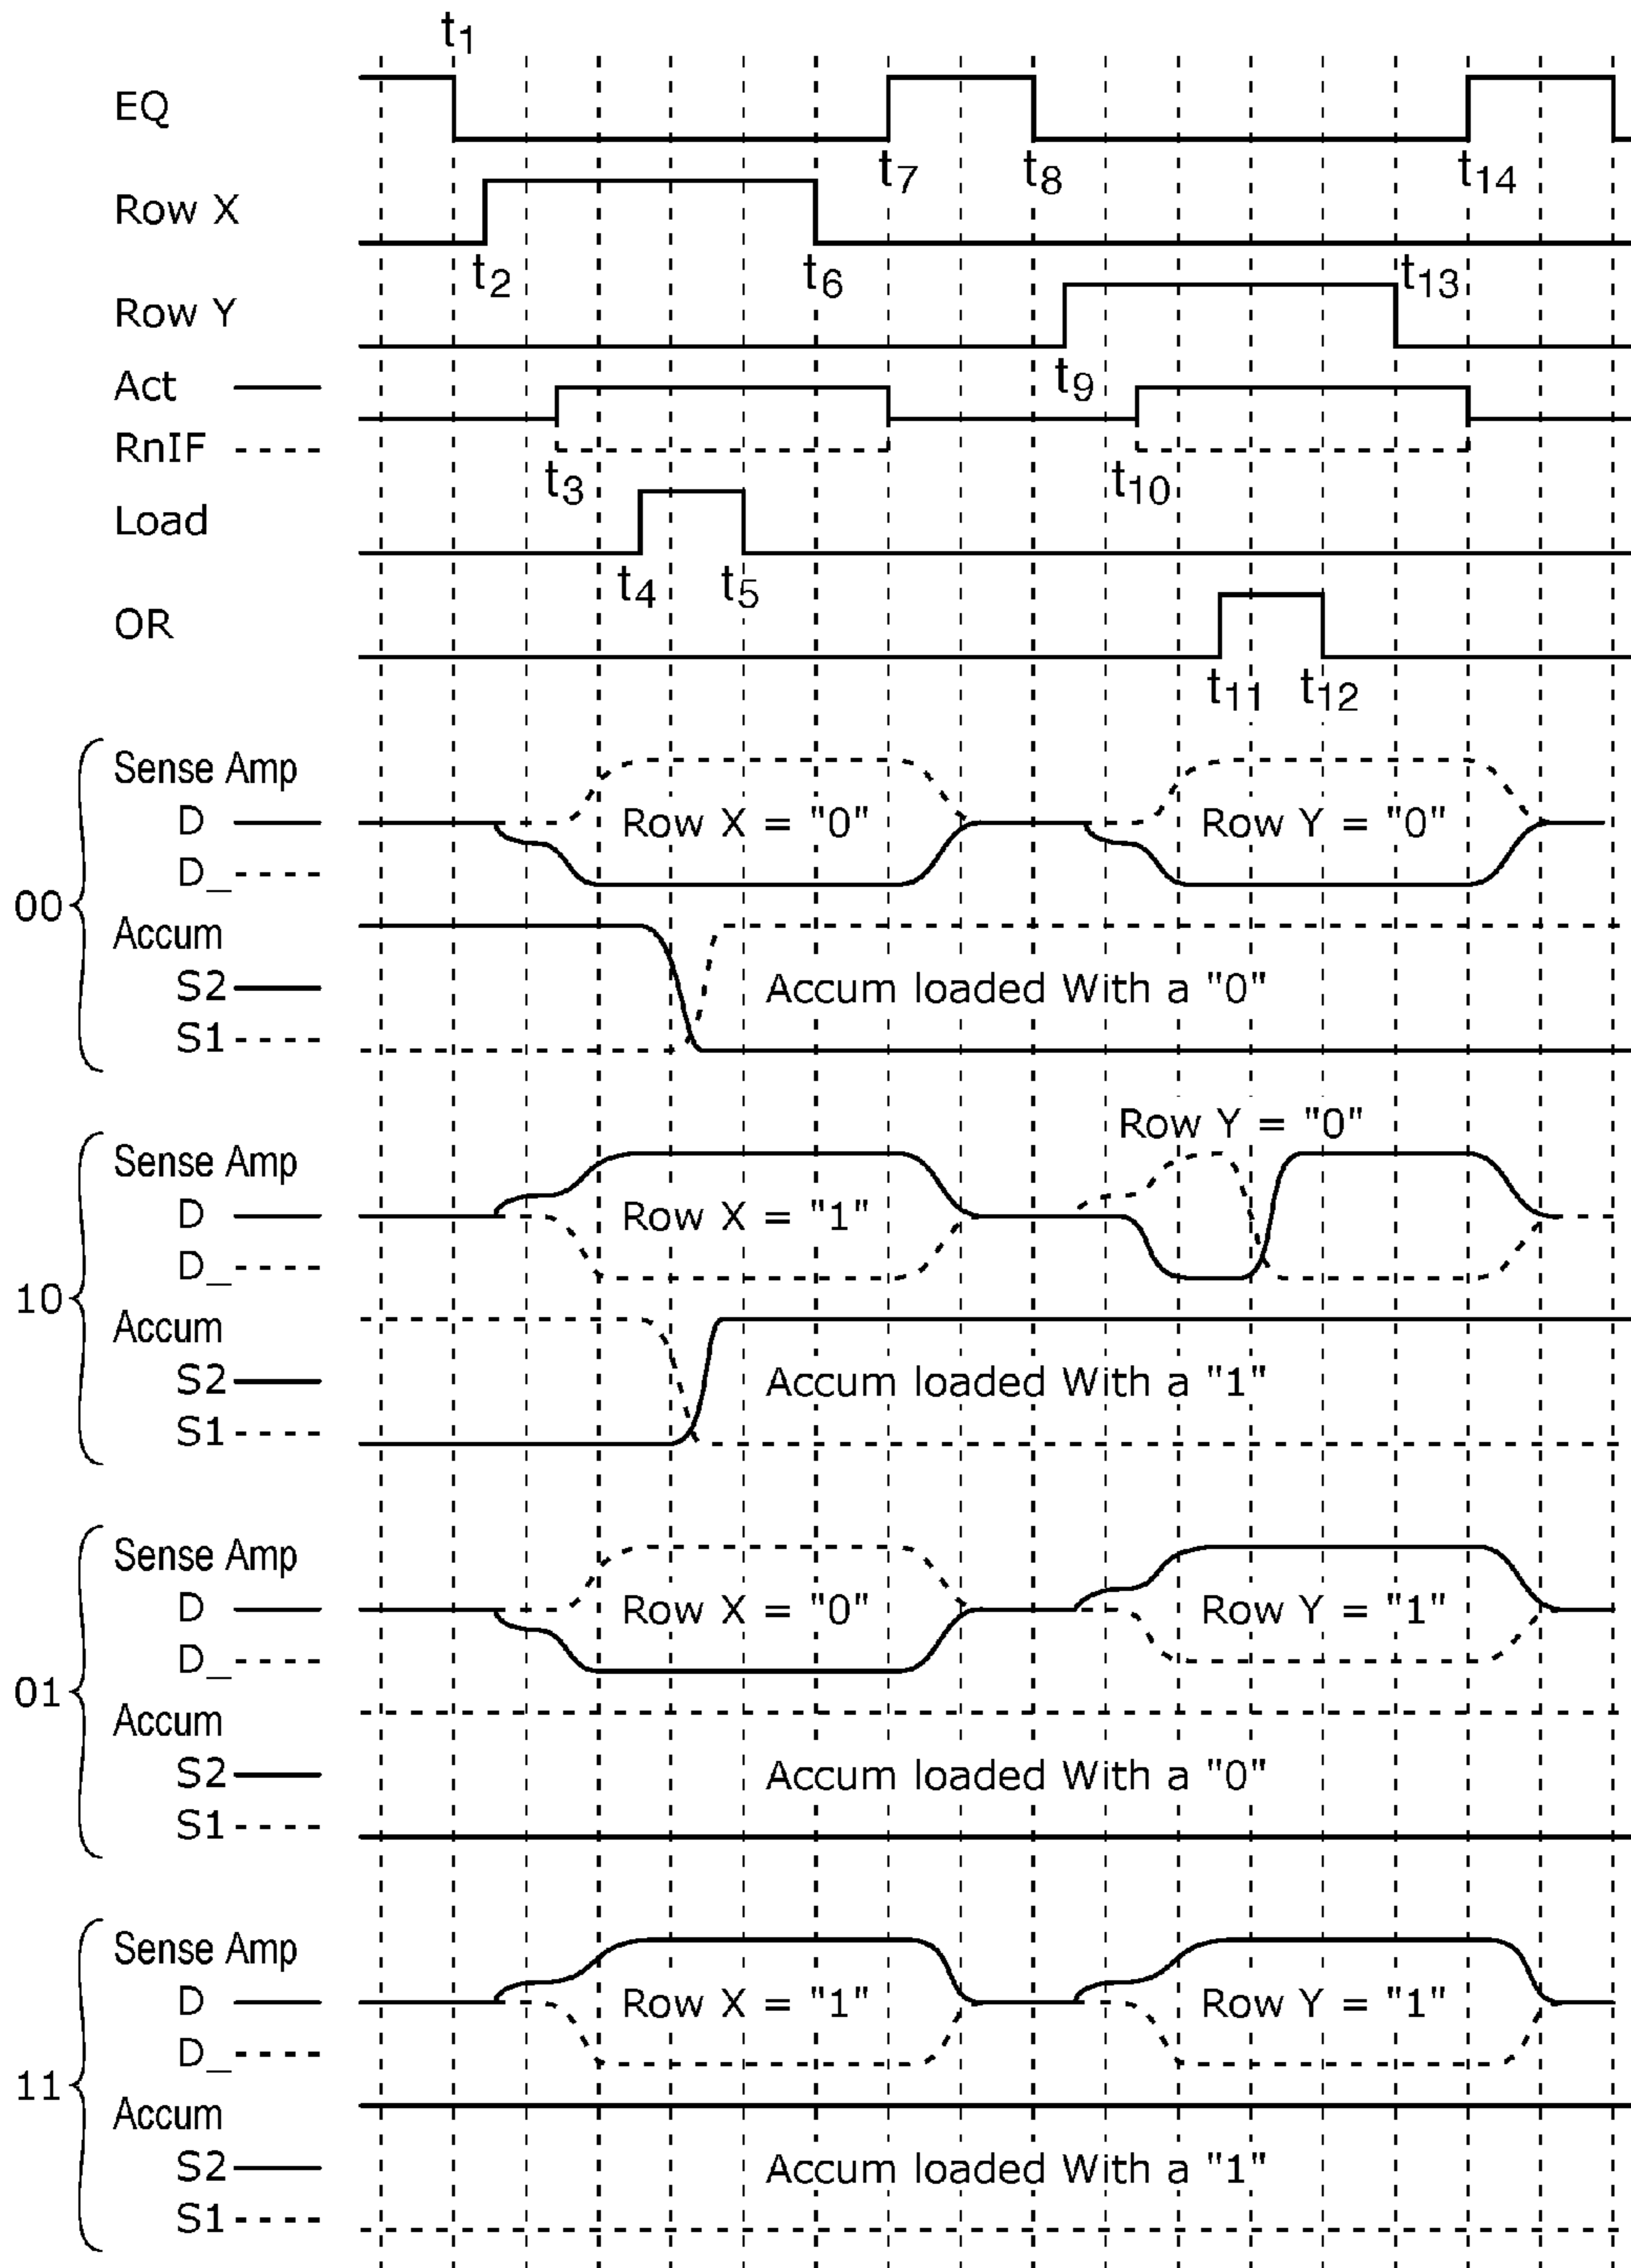 t1
EQ
t7 t8 t14
Row X
t2 t6 t13
Row Y
t9
Act
RnIF
t3 t10
Load
t4 t5
OR
t11 t12
00
Sense Amp
D Row X = "0" Row Y = "0"
D_
Accum
S2 Accum loaded With a "0"
S1
10
Row Y = "0"
Sense Amp
D Row X = "1"
D_
Accum
S2 Accum loaded With a "1"
S1
01
Sense Amp
D Row X = "0" Row Y = "1"
D_
Accum
S2 Accum loaded With a "0"
S1
11
Sense Amp
D Row X = "1" Row Y = "1"
D_
Accum
S2 Accum loaded With a "1"
S1